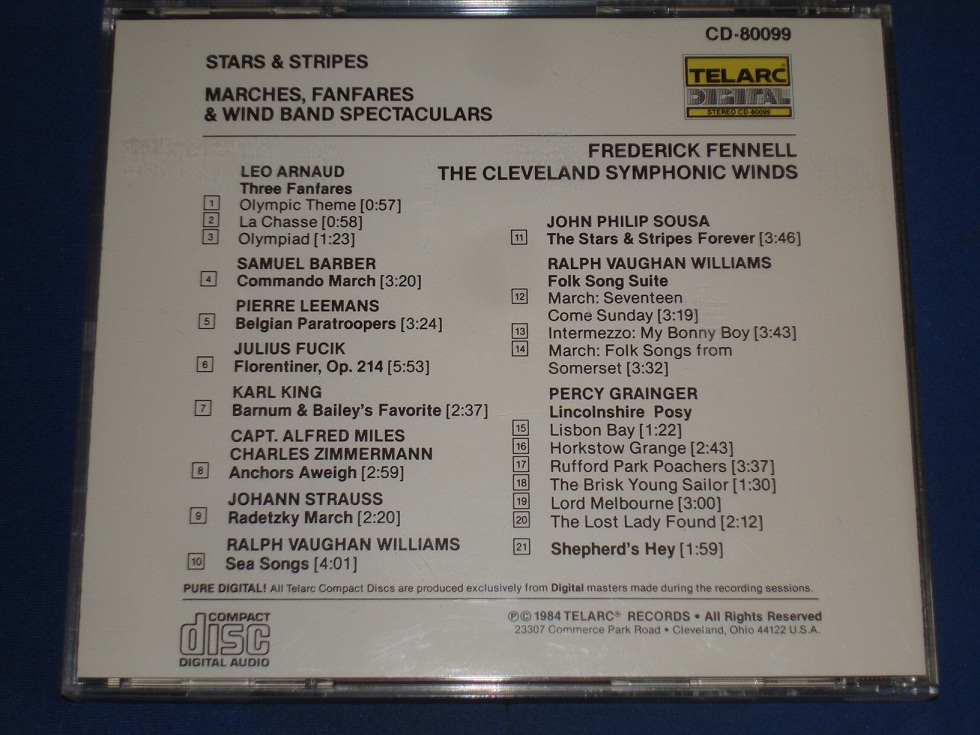 CD-80099
STARS & STRIPES
MARCHES, FANFARES
& WIND BAND SPECTACULARS
TELARC®
DIGITAL
STEREO CD-80099
FREDERICK FENNELL
THE CLEVELAND SYMPHONIC WINDS
LEO ARNAUD
Three Fanfares
1 Olympic Theme [0:57]
2 La Chasse [0:58]
3 Olympiad [1:23]
SAMUEL BARBER
4 Commando March [3:20]
PIERRE LEEMANS
5 Belgian Paratroopers [3:24]
JULIUS FUCIK
6 Florentiner, Op. 214 [5:53]
KARL KING
7 Barnum & Bailey's Favorite [2:37]
CAPT. ALFRED MILES
CHARLES ZIMMERMANN
8 Anchors Aweigh [2:59]
JOHANN STRAUSS
9 Radetzky March [2:20]
RALPH VAUGHAN WILLIAMS
10 Sea Songs [4:01]
JOHN PHILIP SOUSA
11 The Stars & Stripes Forever [3:46]
RALPH VAUGHAN WILLIAMS
Folk Song Suite
12 March: Seventeen
Come Sunday [3:19]
13 Intermezzo: My Bonny Boy [3:43]
14 March: Folk Songs from
Somerset [3:32]
PERCY GRAINGER
Lincolnshire Posy
15 Lisbon Bay [1:22]
16 Horkstow Grange [2:43]
17 Rufford Park Poachers [3:37]
18 The Brisk Young Sailor [1:30]
19 Lord Melbourne [3:00]
20 The Lost Lady Found [2:12]
21 Shepherd's Hey [1:59]
PURE DIGITAL! All Telarc Compact Discs are produced exclusively from Digital masters made during the recording sessions.
COMPACT
disc
DIGITAL AUDIO
℗© 1984 TELARC® RECORDS • All Rights Reserved
23307 Commerce Park Road • Cleveland, Ohio 44122 U.S.A.